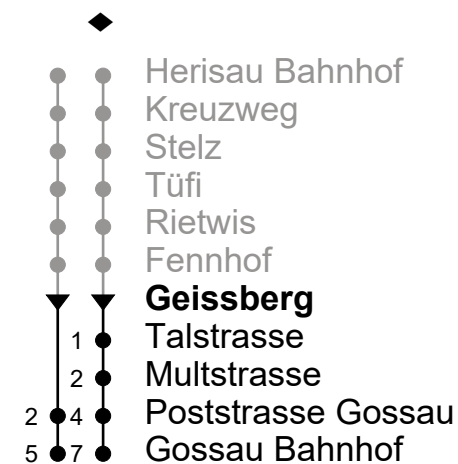 Herisau Bahnhof
Kreuzweg
Stelz
Tüfi
Rietwis
Fennhof
Geissberg
1 Talstrasse
2 Multstrasse
2 4 Poststrasse Gossau
5 7 Gossau Bahnhof